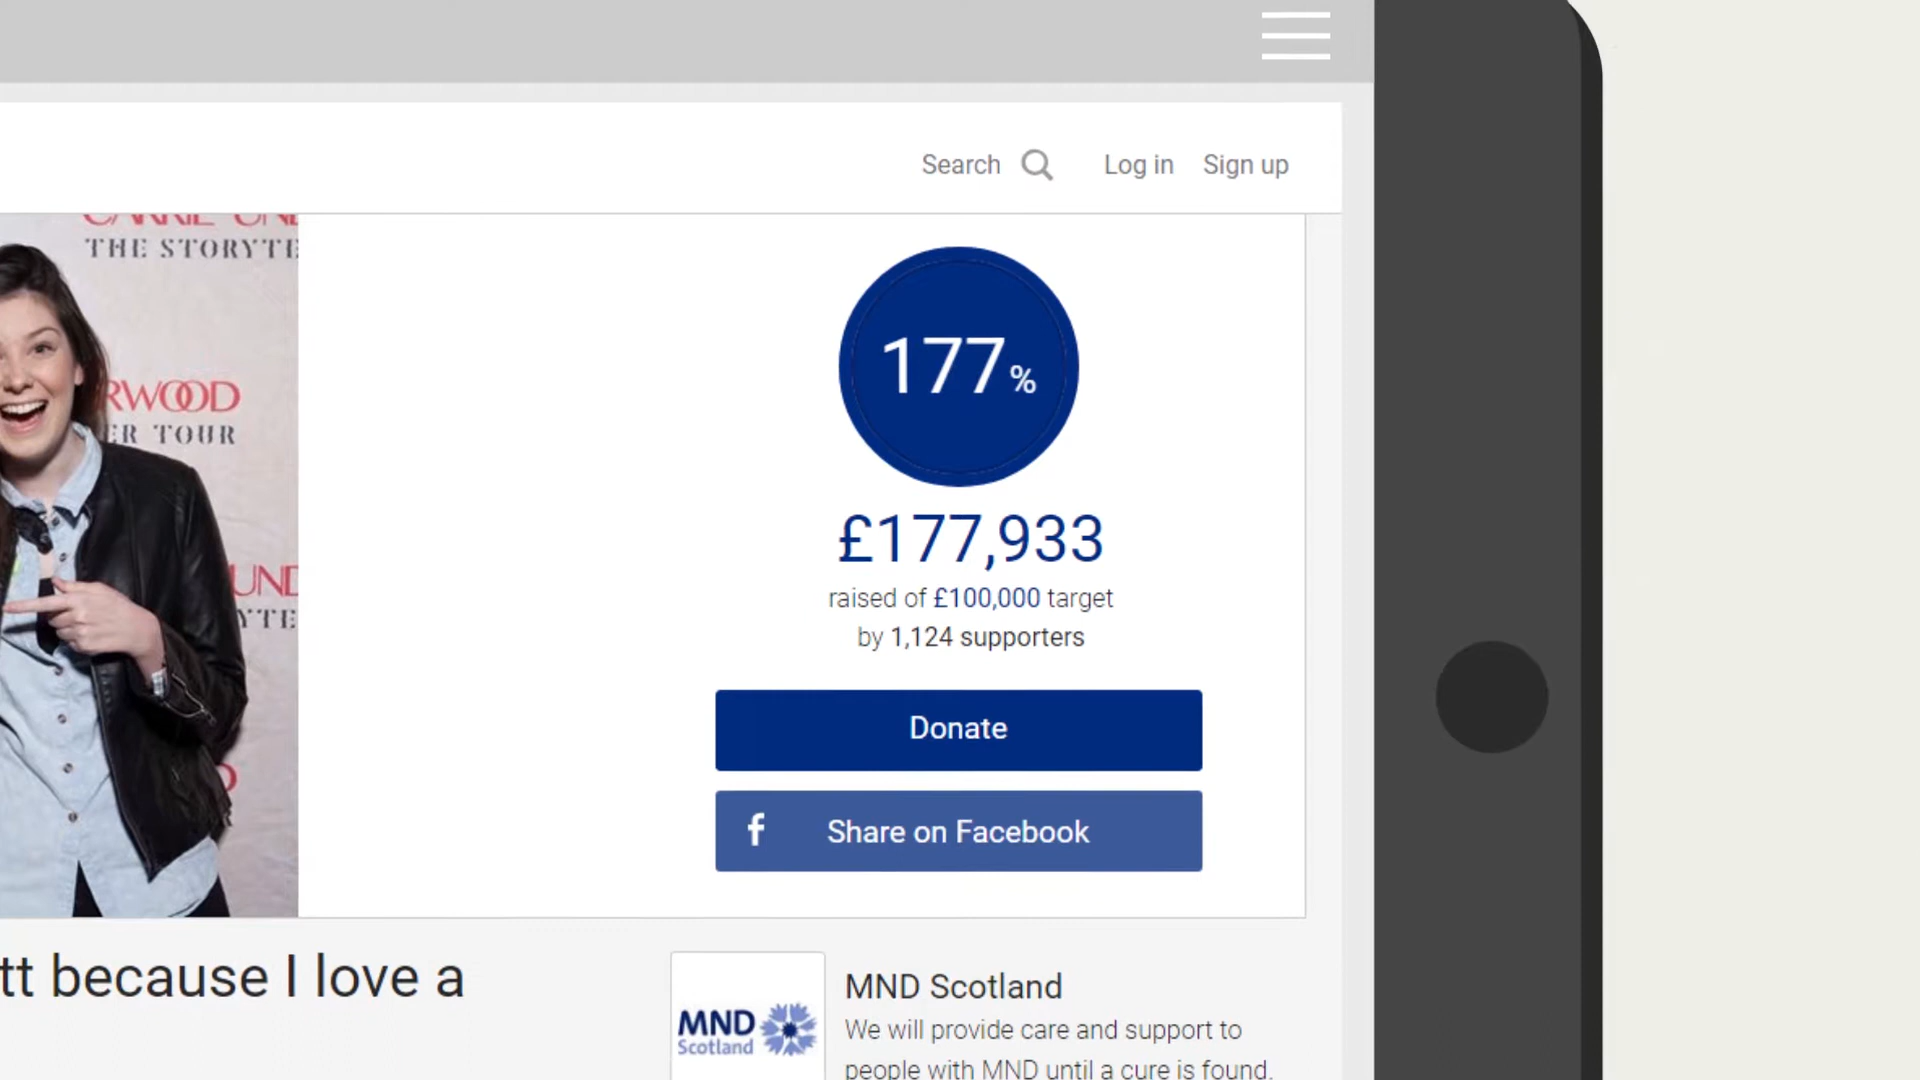 Search
Log in
Sign up
THE STORYTE
RWOOD
ER TOUR
UND
YTE
177%
£177,933
raised of £100,000 target
by 1,124 supporters
Donate
f
Share on Facebook
tt because I love a
MND
Scotland
MND Scotland
We will provide care and support to
people with MND until a cure is found.